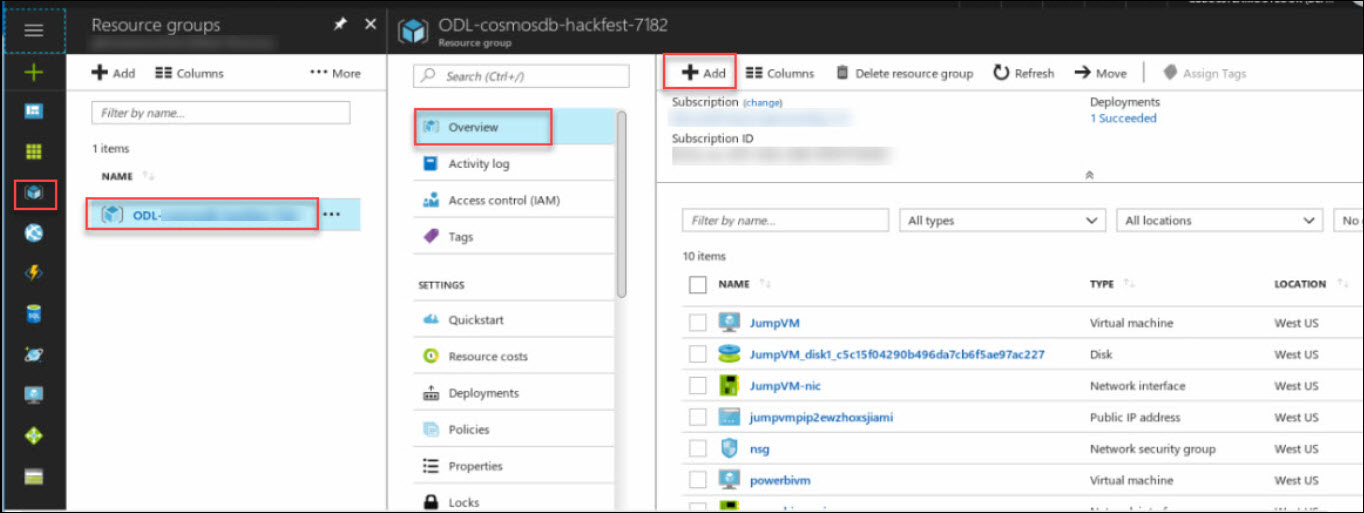 Resource groups
ODL-cosmosdb-hackfest-7182
Resource group
Add
Columns
More
Filter by name...
1 items
NAME
ODL-
Search (Ctrl+/)
Overview
Activity log
Access control (IAM)
Tags
SETTINGS
Quickstart
Resource costs
Deployments
Policies
Properties
Locks
Add
Columns
Delete resource group
Refresh
Move
Assign Tags
Subscription (change)
Deployments
1 Succeeded
Subscription ID
Filter by name...
All types
All locations
No
10 items
NAME TYPE LOCATION
JumpVM Virtual machine West US
JumpVM_disk1_c5c15f04290b496da7cb6f5ae97ac227 Disk West US
JumpVM-nic Network interface West US
jumpvmpip2ewzhoxsjiami Public IP address West US
nsg Network security group West US
powerbivm Virtual machine West US